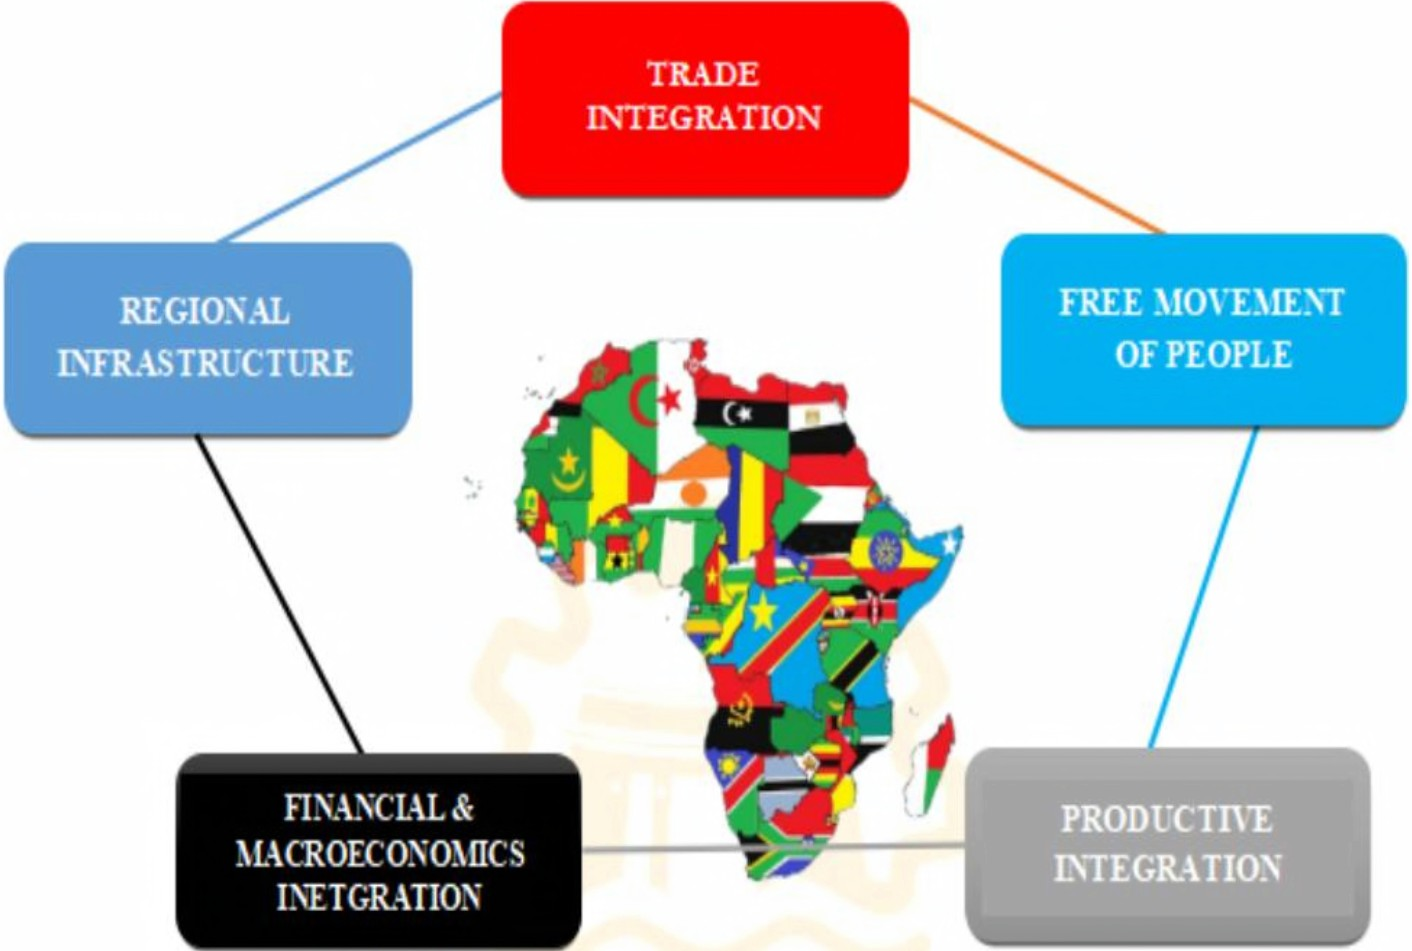 TRADE
INTEGRATION
REGIONAL
INFRASTRUCTURE
FREE MOVEMENT
OF PEOPLE
FINANCIAL &
MACROECONOMICS
INETGRATION
PRODUCTIVE
INTEGRATION